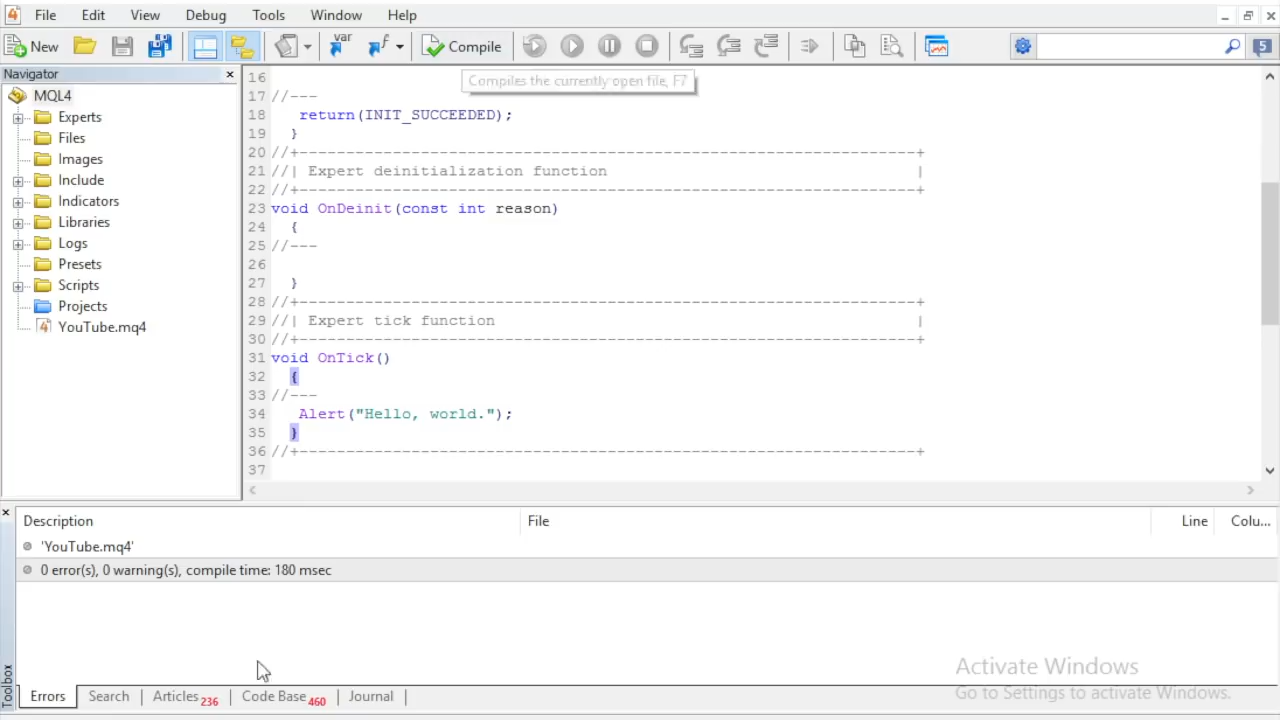 File Edit View Debug Tools Window Help
New Compile 5
Navigator
Compiles the currently open file, F7
MQL4
Experts
Files
Images
Include
Indicators
Libraries
Logs
Presets
Scripts
Projects
YouTube.mq4
16
17 //---
18 return(INIT_SUCCEEDED);
19 }
20 //+------------------------------------------------------------------+
21 //| Expert deinitialization function |
22 //+------------------------------------------------------------------+
23 void OnDeinit(const int reason)
24 {
25 //---
26
27 }
28 //+------------------------------------------------------------------+
29 //| Expert tick function |
30 //+------------------------------------------------------------------+
31 void OnTick()
32 {
33 //---
34 Alert("Hello, world.");
35 }
36 //+------------------------------------------------------------------+
37
Description File Line Colu...
'YouTube.mq4'
0 error(s), 0 warning(s), compile time: 180 msec
Toolbox
Errors Search Articles 236 Code Base 460 Journal
Activate Windows
Go to Settings to activate Windows.